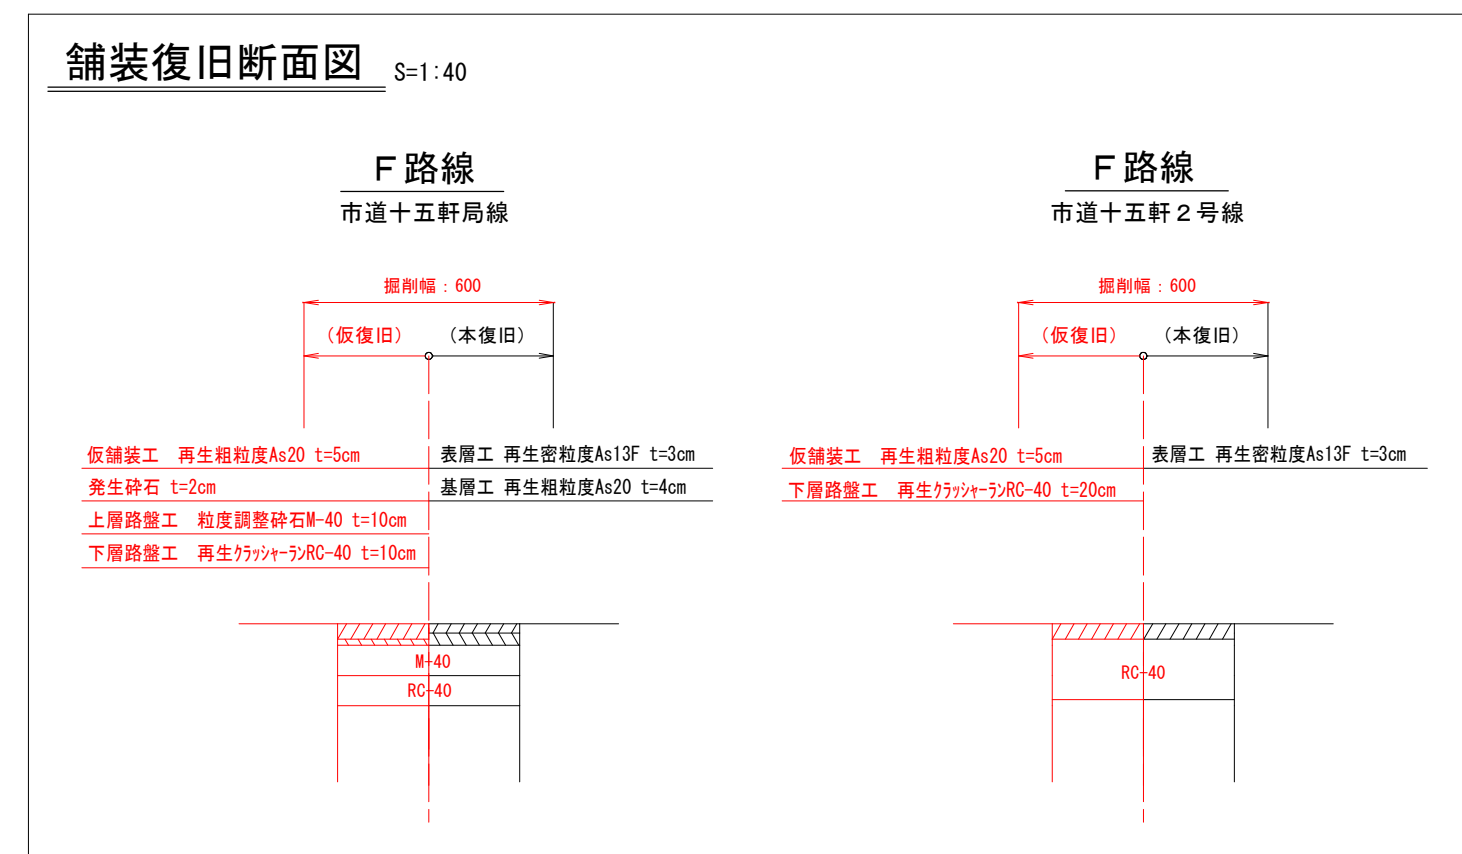 舗装復旧断面図 S=1:40
F路線
市道十五軒局線
掘削幅：600
(仮復旧) (本復旧)
仮舗装工 再生粗粒度As20 t=5cm
発生砕石 t=2cm
上層路盤工 粒度調整砕石M-40 t=10cm
下層路盤工 再生クラッシャーランRC-40 t=10cm
表層工 再生密粒度As13F t=3cm
基層工 再生粗粒度As20 t=4cm
M-40
RC-40
F路線
市道十五軒２号線
掘削幅：600
(仮復旧) (本復旧)
仮舗装工 再生粗粒度As20 t=5cm
下層路盤工 再生クラッシャーランRC-40 t=20cm
表層工 再生密粒度As13F t=3cm
RC-40